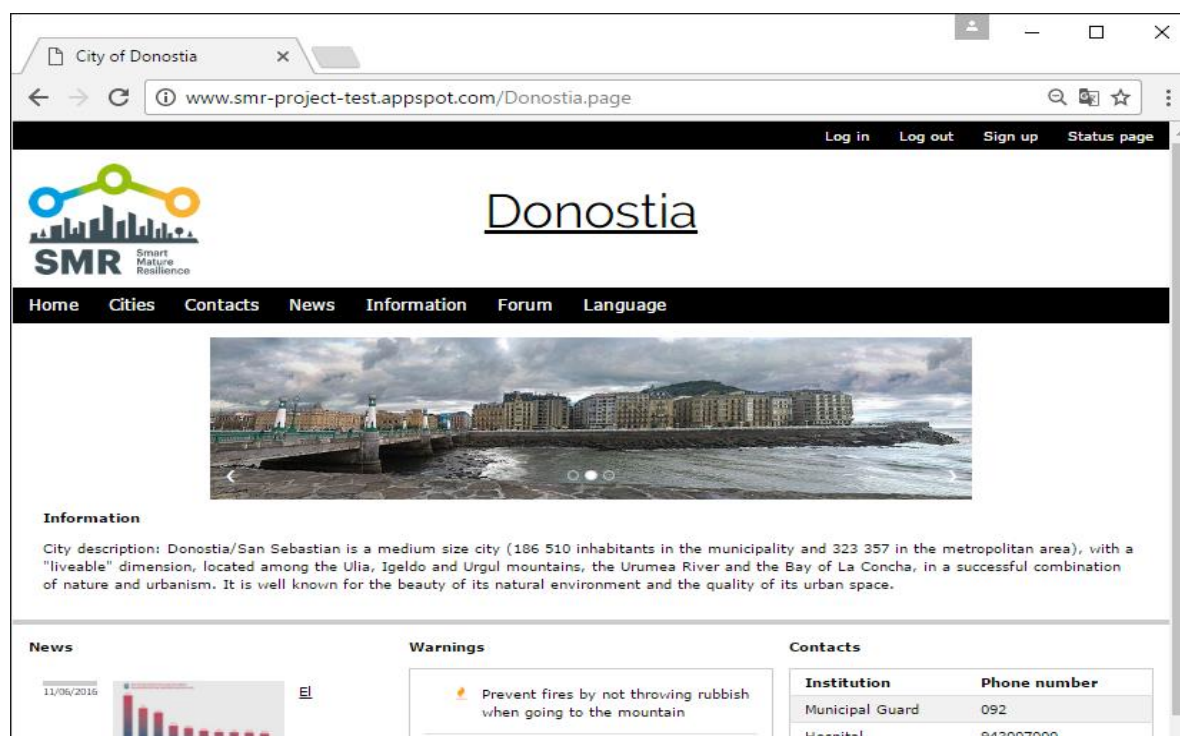 City of Donostia
www.smr-project-test.appspot.com/Donostia.page
Log in Log out Sign up Status page
SMR Smart
Mature
Resilience
Donostia
Home Cities Contacts News Information Forum Language
Information
City description: Donostia/San Sebastian is a medium size city (186 510 inhabitants in the municipality and 323 357 in the metropolitan area), with a
"liveable" dimension, located among the Ulia, Igeldo and Urgul mountains, the Urumea River and the Bay of La Concha, in a successful combination
of nature and urbanism. It is well known for the beauty of its natural environment and the quality of its urban space.
News
11/06/2016
El
Warnings
Prevent fires by not throwing rubbish
when going to the mountain
Contacts
Institution Phone number
Municipal Guard 092
Hospital